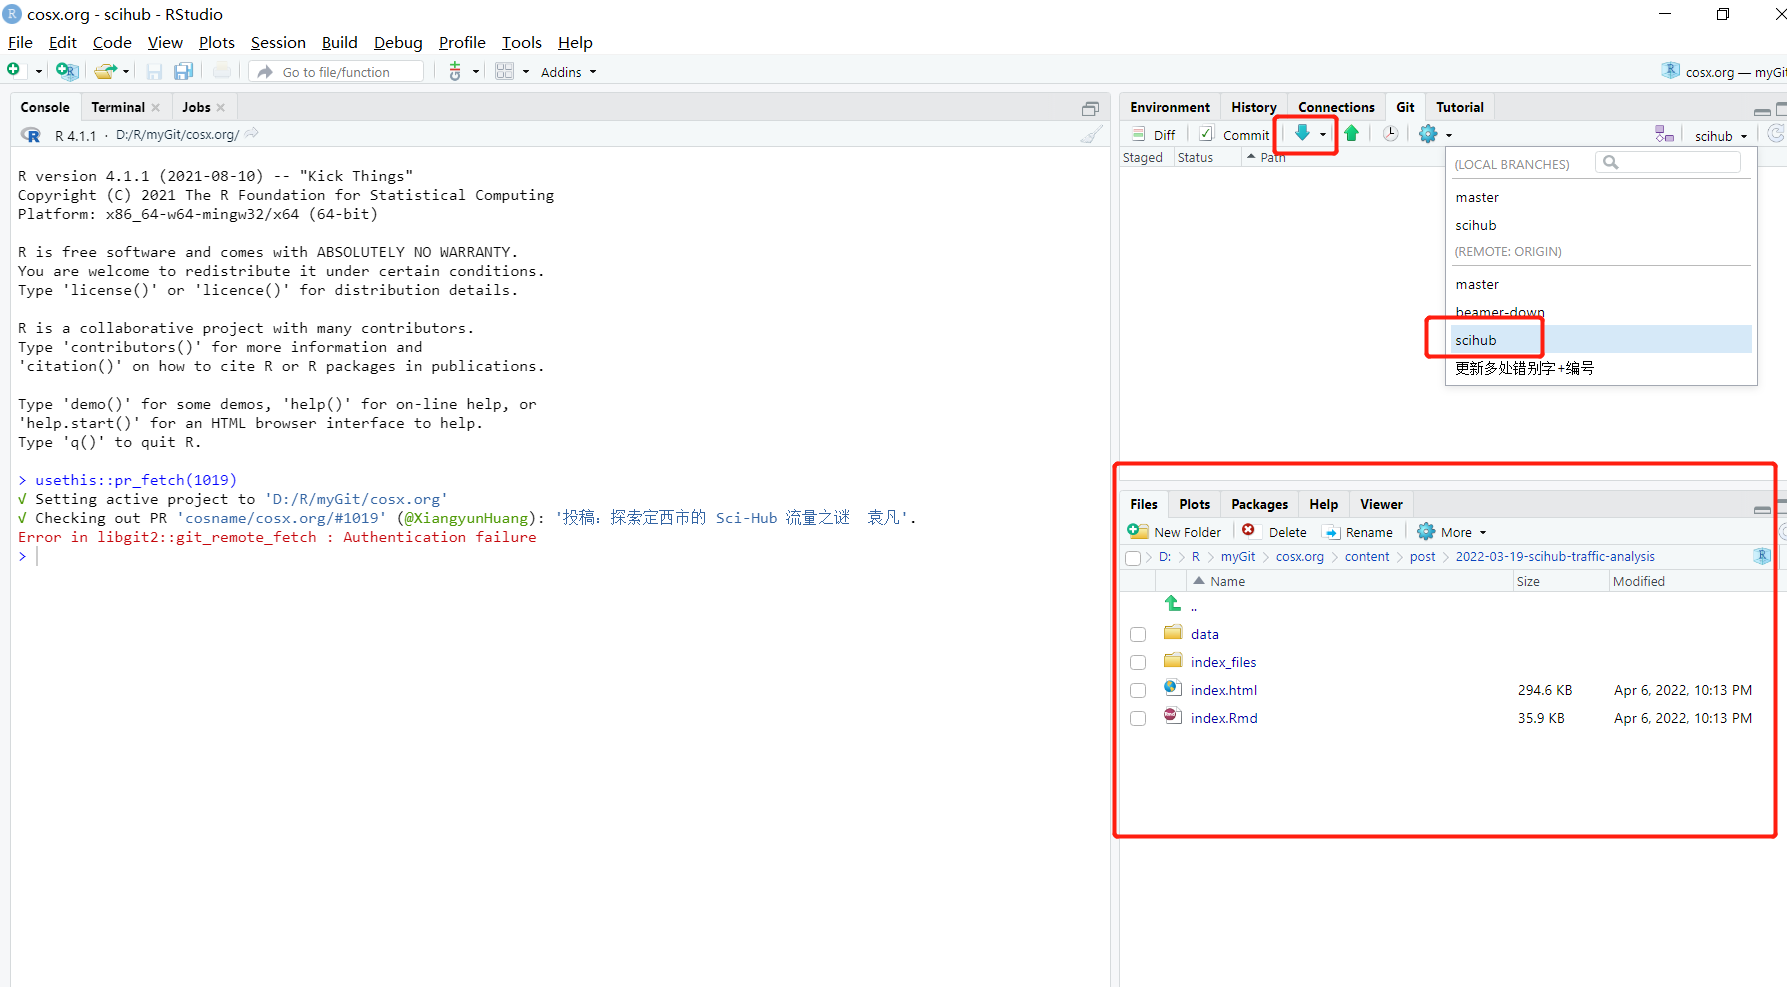 cosx.org - scihub - RStudio
File Edit Code View Plots Session Build Debug Profile Tools Help
Go to file/function
Addins
cosx.org — myGit
Console Terminal Jobs
R 4.1.1 · D:/R/myGit/cosx.org/
R version 4.1.1 (2021-08-10) -- "Kick Things"
Copyright (C) 2021 The R Foundation for Statistical Computing
Platform: x86_64-w64-mingw32/x64 (64-bit)
R is free software and comes with ABSOLUTELY NO WARRANTY.
You are welcome to redistribute it under certain conditions.
Type 'license()' or 'licence()' for distribution details.
R is a collaborative project with many contributors.
Type 'contributors()' for more information and
'citation()' on how to cite R or R packages in publications.
Type 'demo()' for some demos, 'help()' for on-line help, or
'help.start()' for an HTML browser interface to help.
Type 'q()' to quit R.
> usethis::pr_fetch(1019)
√ Setting active project to 'D:/R/myGit/cosx.org'
√ Checking out PR 'cosname/cosx.org/#1019' (@XiangyunHuang): '投稿：探索定西市的 Sci-Hub 流量之谜 袁凡'.
Error in libgit2::git_remote_fetch : Authentication failure
>
Environment History Connections Git Tutorial
Diff Commit scihub
Staged Status Path
(LOCAL BRANCHES)
master
scihub
(REMOTE: ORIGIN)
master
beamer-down
scihub
更新多处错别字+编号
Files Plots Packages Help Viewer
New Folder Delete Rename More
D: R myGit cosx.org content post 2022-03-19-scihub-traffic-analysis
Name Size Modified
..
data
index_files
index.html 294.6 KB Apr 6, 2022, 10:13 PM
index.Rmd 35.9 KB Apr 6, 2022, 10:13 PM